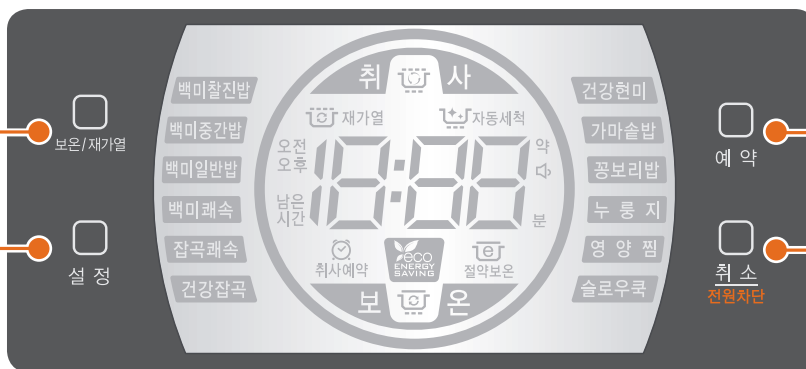 보온/재가열
설정
백미찰진밥
백미중간밥
백미일반밥
백미쾌속
잡곡쾌속
건강잡곡
취사
재가열
자동세척
오전
오후
18:88
약
남은
시간
분
취사예약
eco
ENERGY
SAVING
절약보온
보온
건강현미
가마솥밥
꽁보리밥
누룽지
영양찜
슬로우쿡
예약
취소
전원차단